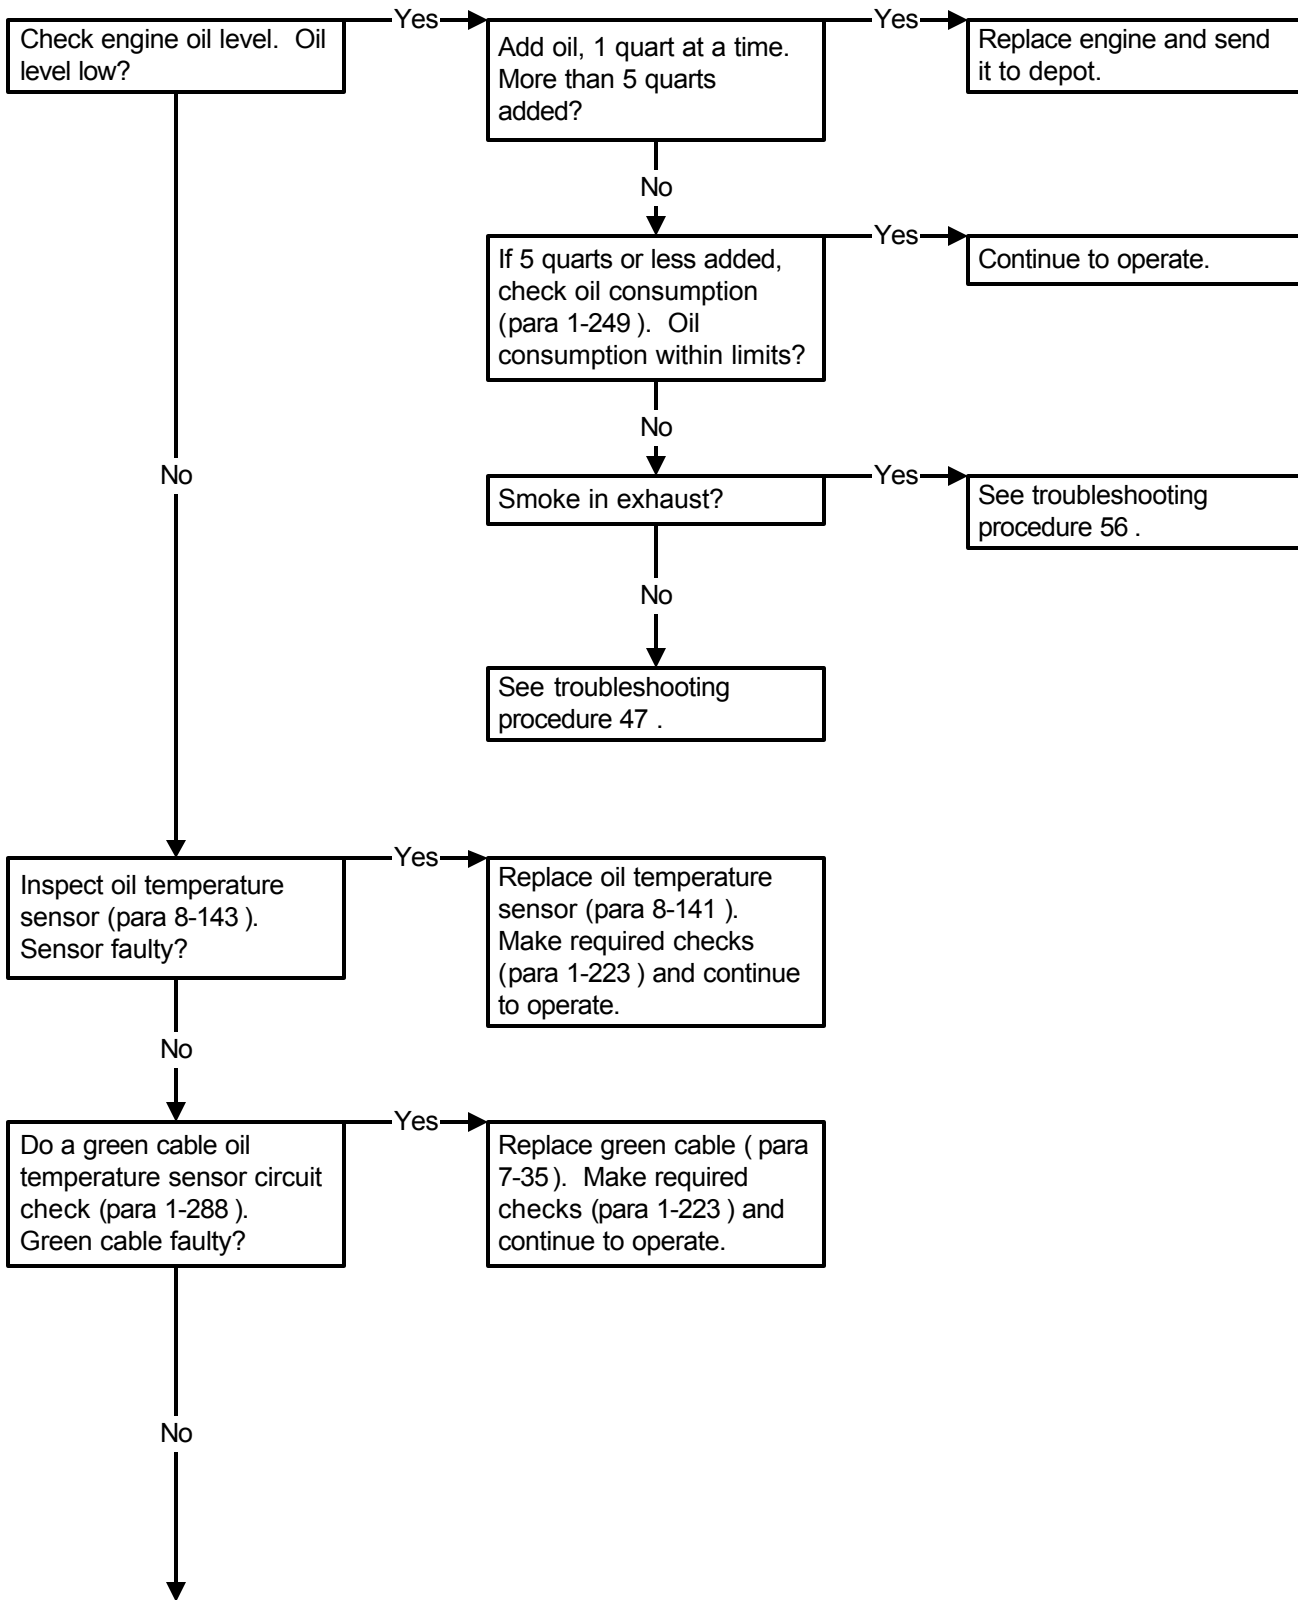 Check engine oil level.  Oil
level low?
Yes
Add oil, 1 quart at a time.
More than 5 quarts
added?
Yes
Replace engine and send
it to depot.
No
If 5 quarts or less added,
check oil consumption
(para 1-249 ).  Oil
consumption within limits?
Yes
Continue to operate.
No
Smoke in exhaust?
Yes
See troubleshooting
procedure 56 .
No
See troubleshooting
procedure 47 .
No
Inspect oil temperature
sensor (para 8-143 ).
Sensor faulty?
Yes
Replace oil temperature
sensor (para 8-141 ).
Make required checks
(para 1-223 ) and continue
to operate.
No
Do a green cable oil
temperature sensor circuit
check (para 1-288 ).
Green cable faulty?
Yes
Replace green cable ( para
7-35).  Make required
checks (para 1-223 ) and
continue to operate.
No